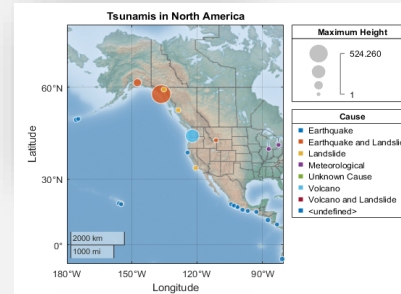 Tsunamis in North America
Maximum Height
524.260
1
Cause
Earthquake
Earthquake and Landslide
Landslide
Meteorological
Unknown Cause
Volcano
Volcano and Landslide
<undefined>
60°N
30°N
0°
Latitude
2000 km
1000 mi
180°W 150°W 120°W 90°W
Longitude